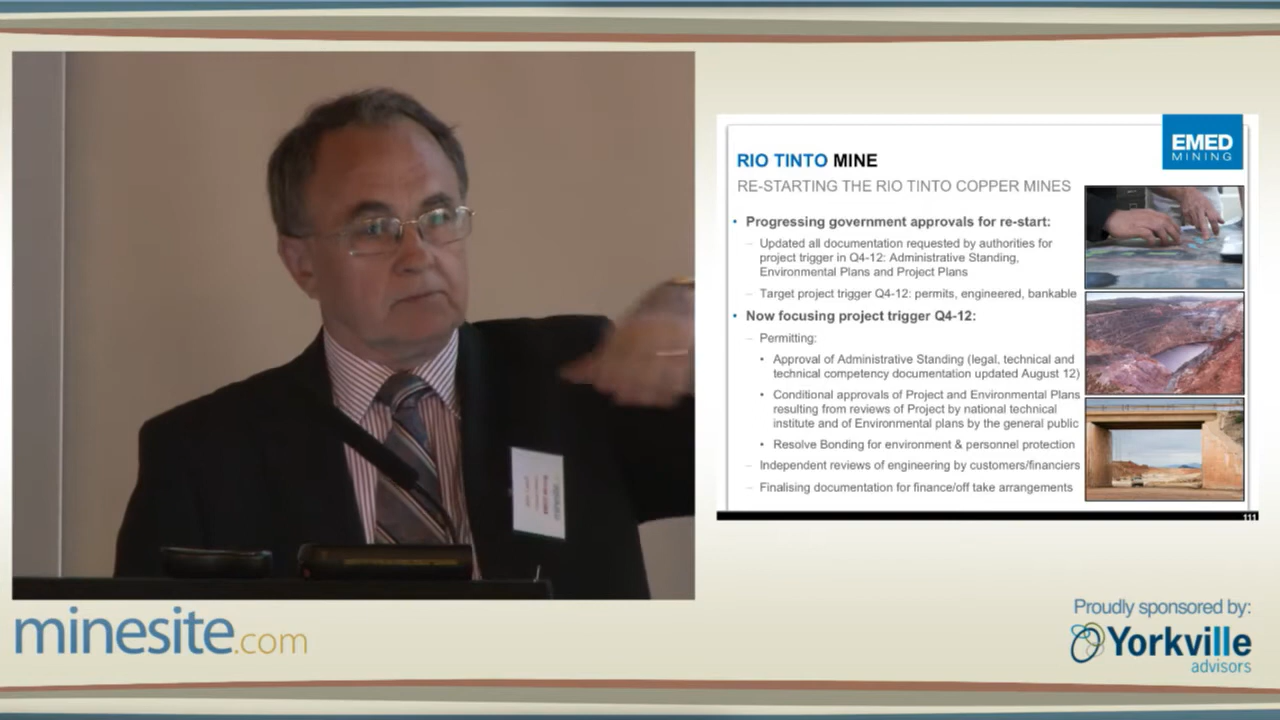 EMED
MINING
RIO TINTO MINE
RE-STARTING THE RIO TINTO COPPER MINES
• Progressing government approvals for re-start:
– Updated all documentation requested by authorities for
project trigger in Q4-12: Administrative Standing,
Environmental Plans and Project Plans
– Target project trigger Q4-12: permits, engineered, bankable
• Now focusing project trigger Q4-12:
– Permitting:
• Approval of Administrative Standing (legal, technical and
technical competency documentation updated August 12)
• Conditional approvals of Project and Environmental Plans
resulting from reviews of Project by national technical
institute and of Environmental plans by the general public
• Resolve Bonding for environment & personnel protection
– Independent reviews of engineering by customers/financiers
– Finalising documentation for finance/off take arrangements
111
minesite.com
Proudly sponsored by:
Yorkville
advisors